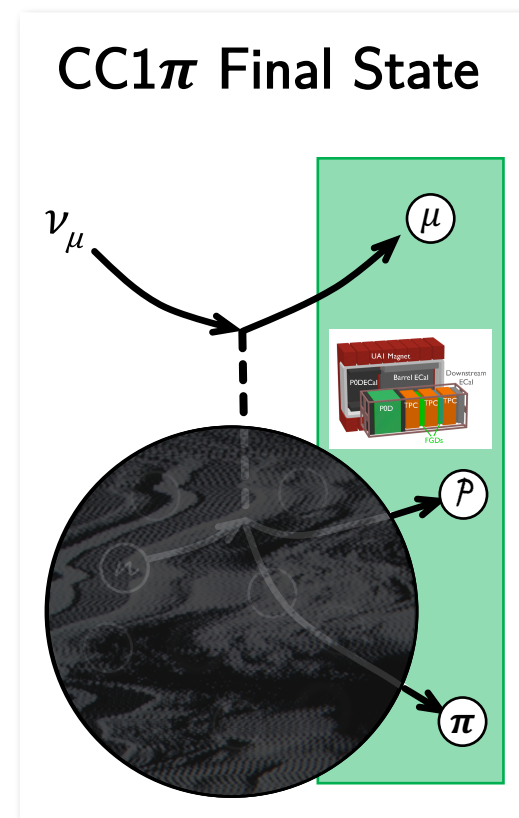 CC1π Final State
ν_μ
μ
UA1 Magnet
P0DECal
Barrel ECal
Downstream
ECal
P0D
TPC
TPC
TPC
FGDs
p
n
π